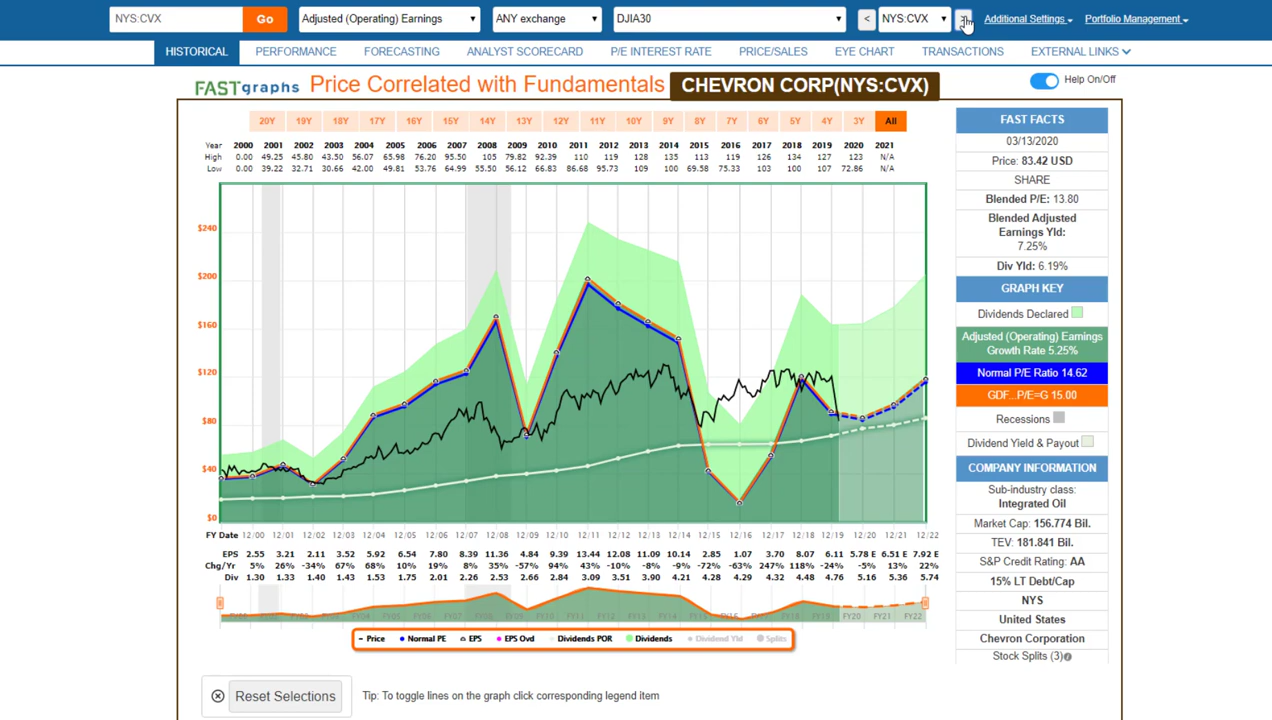 NYS:CVX Go Adjusted (Operating) Earnings ANY exchange DJIA30 < NYS:CVX Additional Settings Portfolio Management
HISTORICAL PERFORMANCE FORECASTING ANALYST SCORECARD P/E INTEREST RATE PRICE/SALES EYE CHART TRANSACTIONS EXTERNAL LINKS
FASTgraphs Price Correlated with Fundamentals CHEVRON CORP(NYS:CVX) Help On/Off
20Y 19Y 18Y 17Y 16Y 15Y 14Y 13Y 12Y 11Y 10Y 9Y 8Y 7Y 6Y 5Y 4Y 3Y All
Year 2000 2001 2002 2003 2004 2005 2006 2007 2008 2009 2010 2011 2012 2013 2014 2015 2016 2017 2018 2019 2020 2021
High 0.00 49.25 45.80 43.50 56.07 65.98 76.20 95.50 105 79.82 92.39 110 119 128 135 113 119 126 134 127 123 N/A
Low 0.00 39.22 32.71 30.66 42.00 49.81 53.76 64.99 55.50 56.12 66.83 86.68 95.73 109 100 69.58 75.33 103 100 107 72.86 N/A
$240
$200
$160
$120
$80
$40
$0
FY Date 12/00 12/01 12/02 12/03 12/04 12/05 12/06 12/07 12/08 12/09 12/10 12/11 12/12 12/13 12/14 12/15 12/16 12/17 12/18 12/19 12/20 12/21 12/22
EPS 2.55 3.21 2.11 3.52 5.92 6.54 7.80 8.39 11.36 4.84 9.39 13.44 12.08 11.09 10.14 2.85 1.07 3.70 8.07 6.11 5.78 E 6.51 E 7.92 E
Chg/Yr 5% 26% -34% 67% 68% 10% 19% 8% 35% -57% 94% 43% -10% -8% -9% -72% -63% 247% 118% -24% -5% 13% 22%
Div 1.30 1.33 1.40 1.43 1.53 1.75 2.01 2.26 2.53 2.66 2.84 3.09 3.51 3.90 4.21 4.28 4.29 4.32 4.48 4.76 5.16 5.36 5.74
FY04 FY05 FY06 FY07 FY09 FY10 FY11 FY12 FY13 FY14 FY15 FY17 FY18 FY19 FY20 FY21 FY22
Price Normal PE EPS EPS Ovd Dividends POR Dividends Dividend Yld Splits
Reset Selections Tip: To toggle lines on the graph click corresponding legend item
FAST FACTS
03/13/2020
Price: 83.42 USD
SHARE
Blended P/E: 13.80
Blended Adjusted
Earnings Yld:
7.25%
Div Yld: 6.19%
GRAPH KEY
Dividends Declared
Adjusted (Operating) Earnings
Growth Rate 5.25%
Normal P/E Ratio 14.62
GDF...P/E=G 15.00
Recessions
Dividend Yield & Payout
COMPANY INFORMATION
Sub-industry class:
Integrated Oil
Market Cap: 156.774 Bil.
TEV: 181.841 Bil.
S&P Credit Rating: AA
15% LT Debt/Cap
NYS
United States
Chevron Corporation
Stock Splits (3)